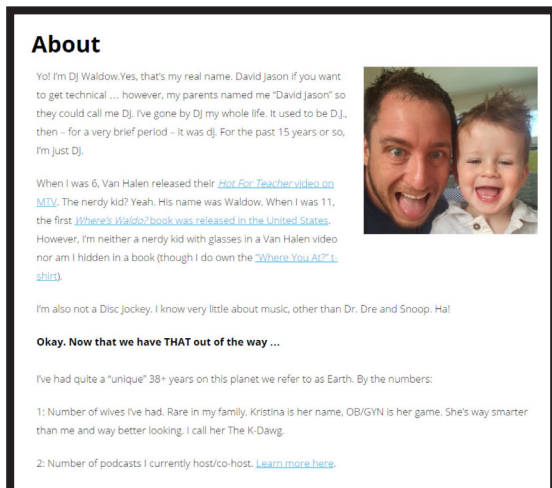 About
Yo! I'm DJ Waldow.Yes, that's my real name. David Jason if you want
to get technical … however, my parents named me “David Jason” so
they could call me DJ. I've gone by DJ my whole life. It used to be D.J.,
then – for a very brief period – it was dj. For the past 15 years or so,
I'm just DJ.
When I was 6, Van Halen released their Hot For Teacher video on
MTV. The nerdy kid? Yeah. His name was Waldow. When I was 11,
the first Where's Waldo? book was released in the United States.
However, I'm neither a nerdy kid with glasses in a Van Halen video
nor am I hidden in a book (though I do own the “Where You At?” t-
shirt).
I'm also not a Disc Jockey. I know very little about music, other than Dr. Dre and Snoop. Ha!
Okay. Now that we have THAT out of the way …
I've had quite a “unique” 38+ years on this planet we refer to as Earth. By the numbers:
1: Number of wives I've had. Rare in my family. Kristina is her name, OB/GYN is her game. She's way smarter
than me and way better looking. I call her The K-Dawg.
2: Number of podcasts I currently host/co-host. Learn more here.